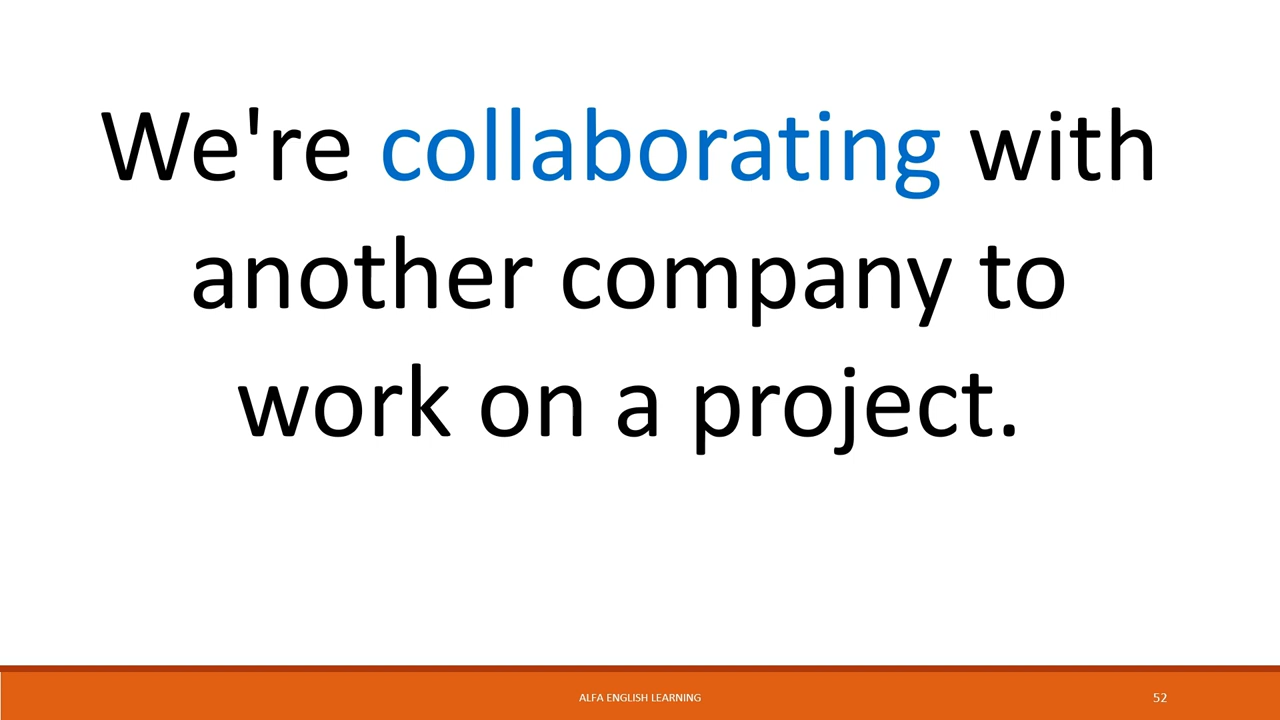 We're collaborating with
another company to
work on a project.
ALFA ENGLISH LEARNING
52